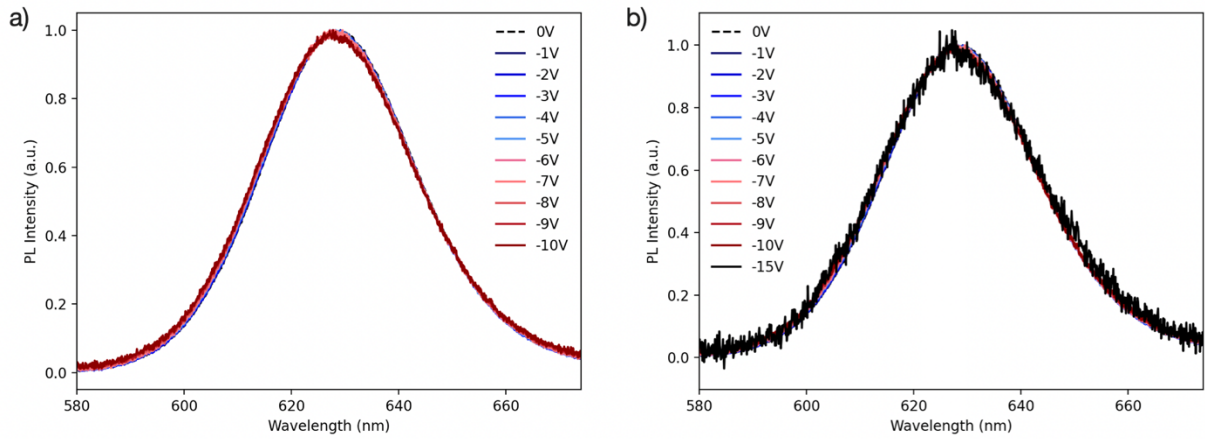 a)
1.0
0.8
0.6
0.4
0.2
0.0
PL Intensity (a.u.)
580
600
620
640
660
Wavelength (nm)
0V
-1V
-2V
-3V
-4V
-5V
-6V
-7V
-8V
-9V
-10V
b)
1.0
0.8
0.6
0.4
0.2
0.0
PL Intensity (a.u.)
580
600
620
640
660
Wavelength (nm)
0V
-1V
-2V
-3V
-4V
-5V
-6V
-7V
-8V
-9V
-10V
-15V